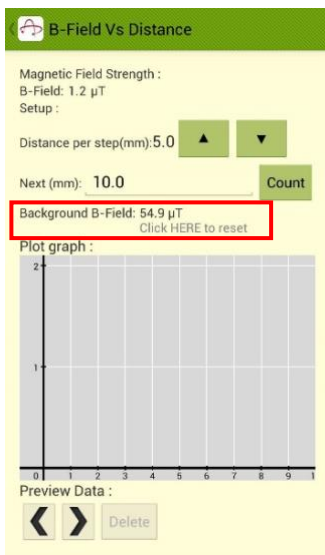 B-Field Vs Distance
Magnetic Field Strength :
B-Field: 1.2 µT
Setup :
Distance per step(mm):5.0 ▲ ▼
Next (mm): 10.0 Count
Background B-Field: 54.9 µT
Click HERE to reset
Plot graph :
2
1
0 1 2 3 4 5 6 7 8 9 1
Preview Data :
❮ ❯ Delete